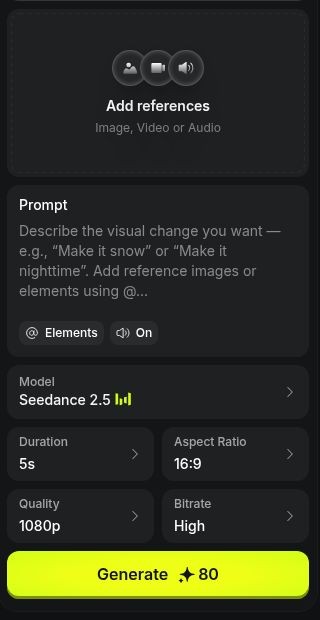 Add references
Image, Video or Audio
Prompt
Describe the visual change you want —
e.g., “Make it snow” or “Make it
nighttime”. Add reference images or
elements using @...
Elements
On
Model
Seedance 2.5
Duration
5s
Aspect Ratio
16:9
Quality
1080p
Bitrate
High
Generate 80